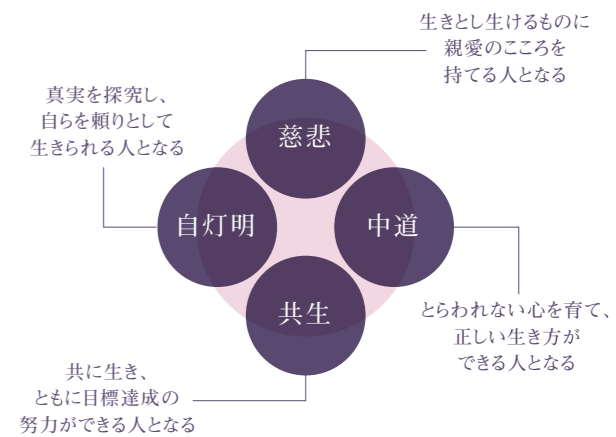 生きとし生けるものに
親愛のこころを
持てる人となる
真実を探究し、
自らを頼りとして
生きられる人となる
慈悲
自灯明
中道
共生
とらわれない心を育て、
正しい生き方が
できる人となる
共に生き、
ともに目標達成の
努力ができる人となる